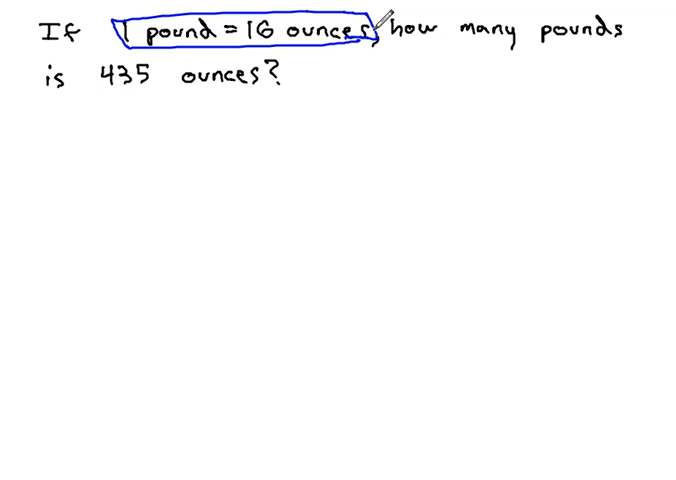 If 1 pound = 16 ounces, how many pounds
is 435 ounces?